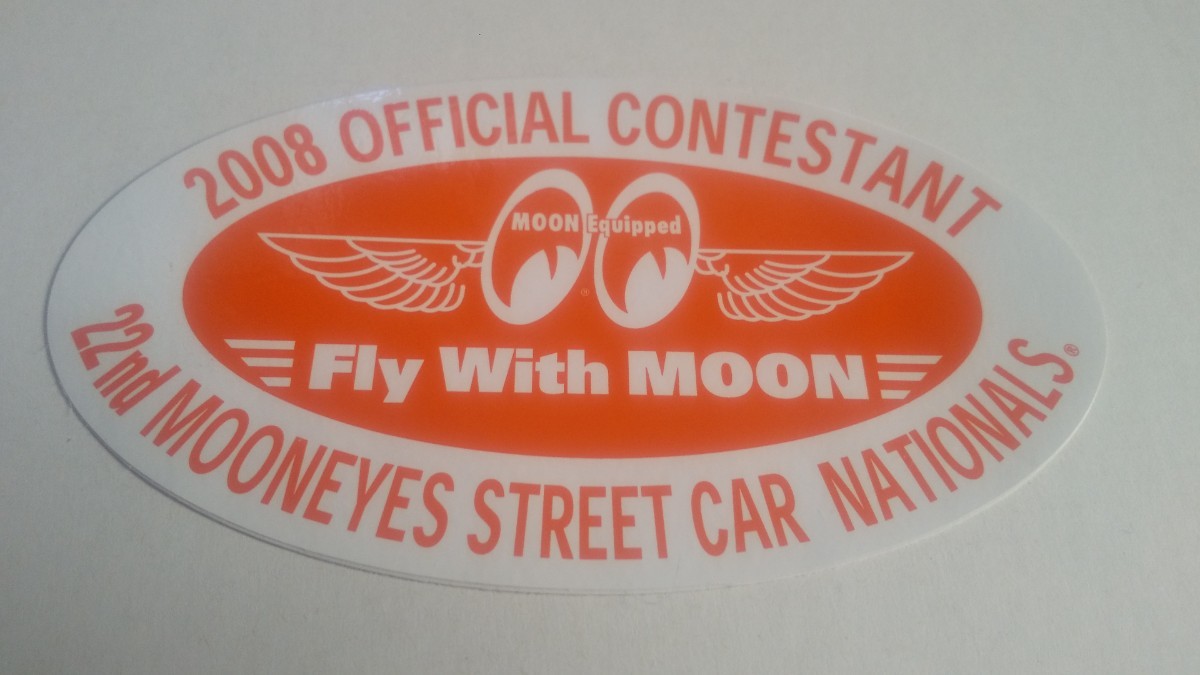 2008 OFFICIAL CONTESTANT
MOON Equipped
®
Fly With MOON
22nd MOONEYES STREET CAR NATIONALS®